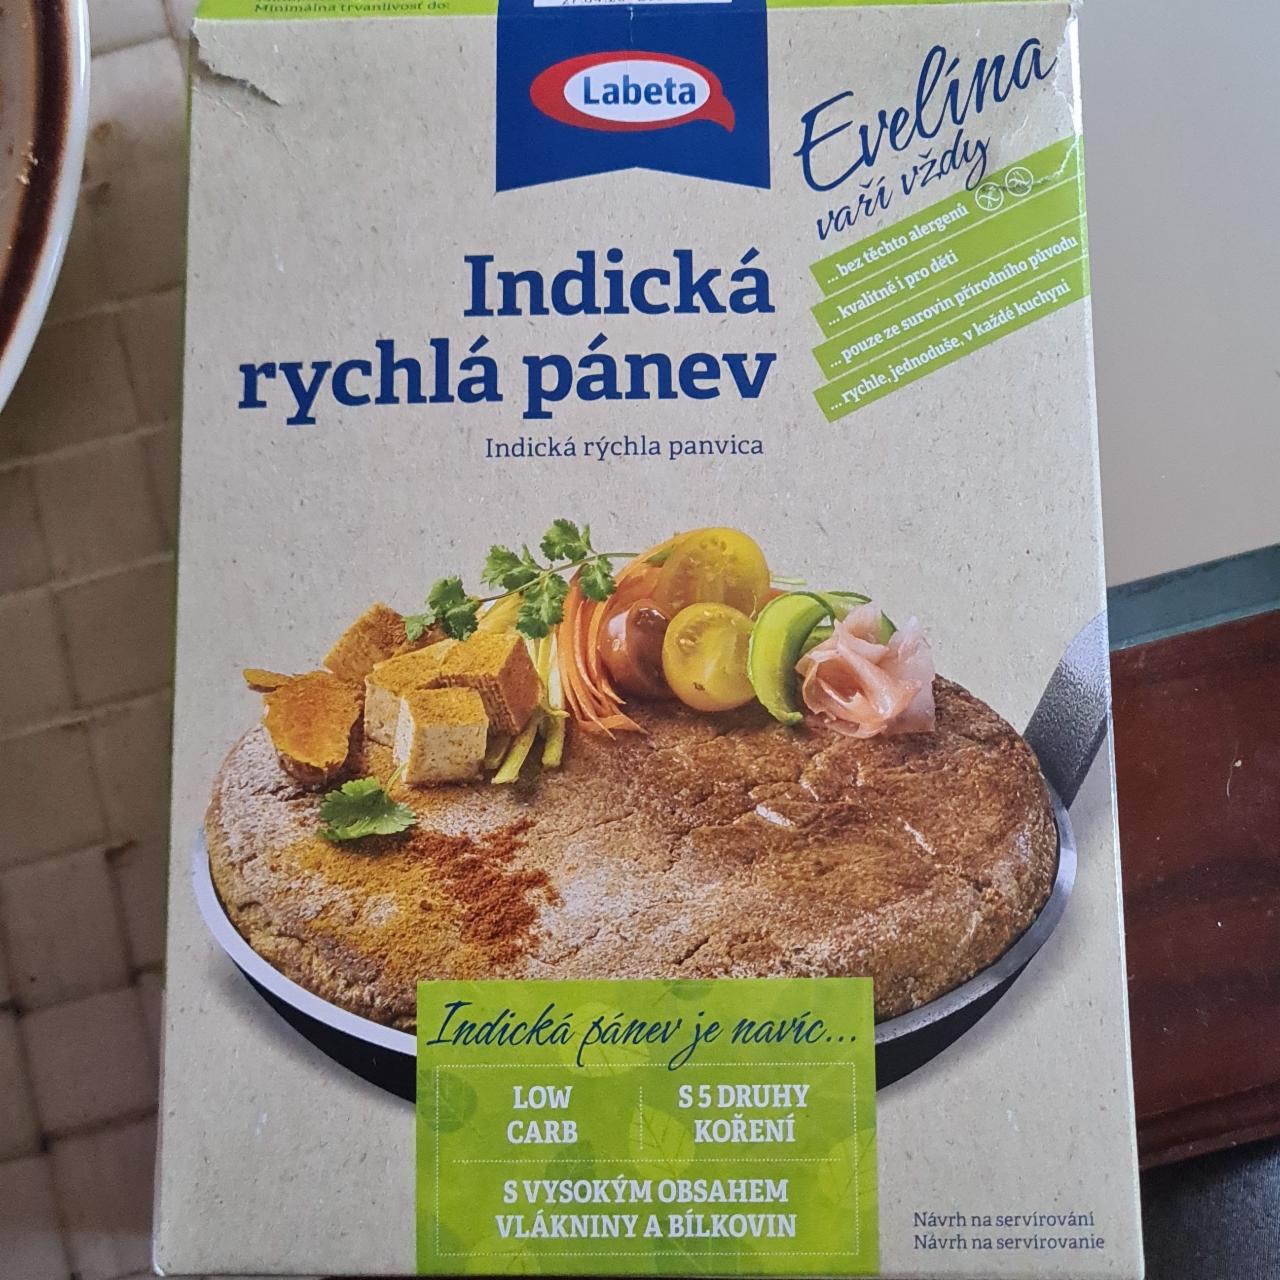 Minimálna trvanlivosť do:
Labeta
Evelína
vaří vždy
...bez těchto alergenů
...kvalitně i pro děti
...pouze ze surovin přírodního původu
...rychle, jednoduše, v každé kuchyni
Indická
rychlá pánev
Indická rýchla panvica
Indická pánev je navíc...
LOW
CARB
S 5 DRUHY
KOŘENÍ
S VYSOKÝM OBSAHEM
VLÁKNINY A BÍLKOVIN
Návrh na servírování
Návrh na servírovanie